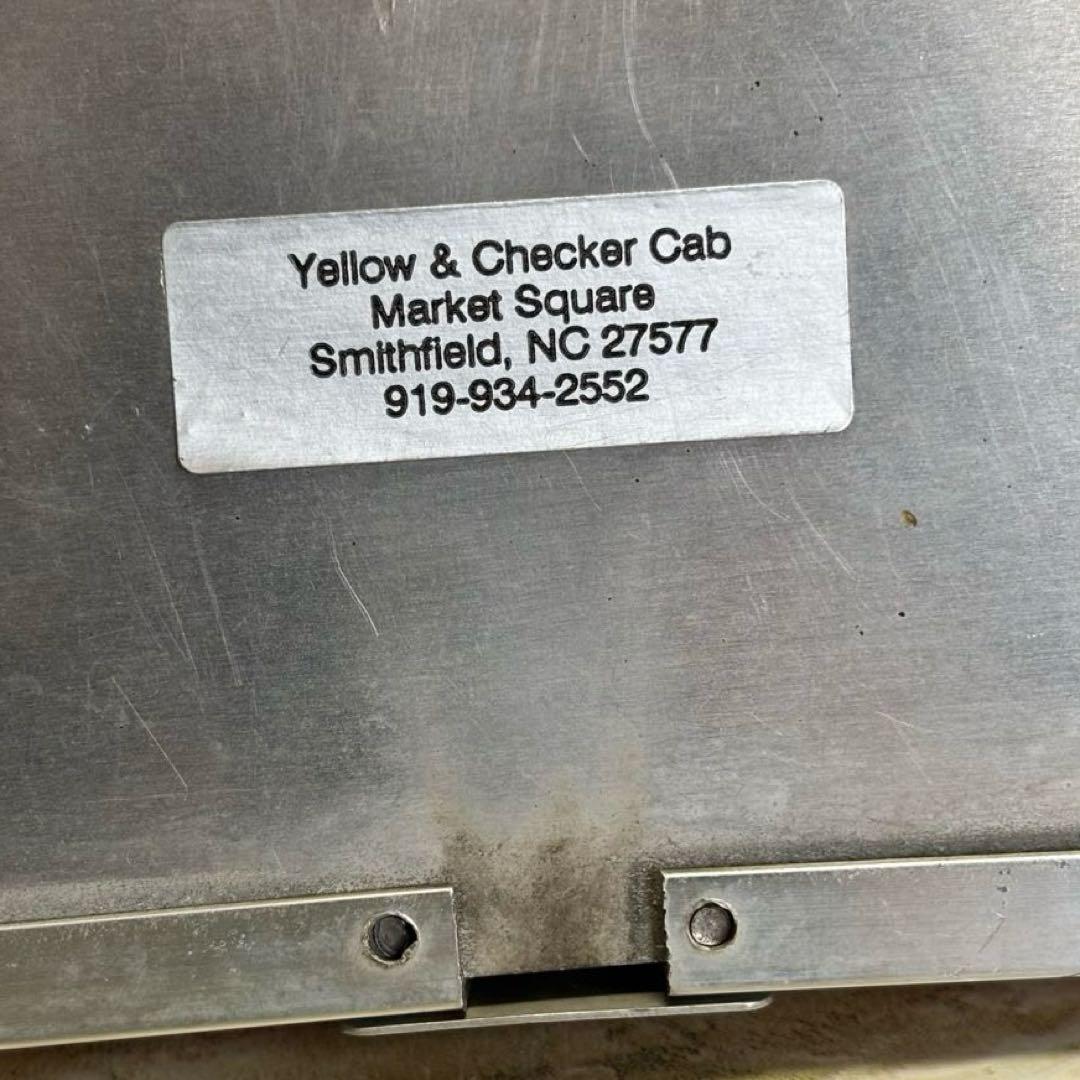 Yellow & Checker Cab
Market Square
Smithfield, NC 27577
919-934-2552